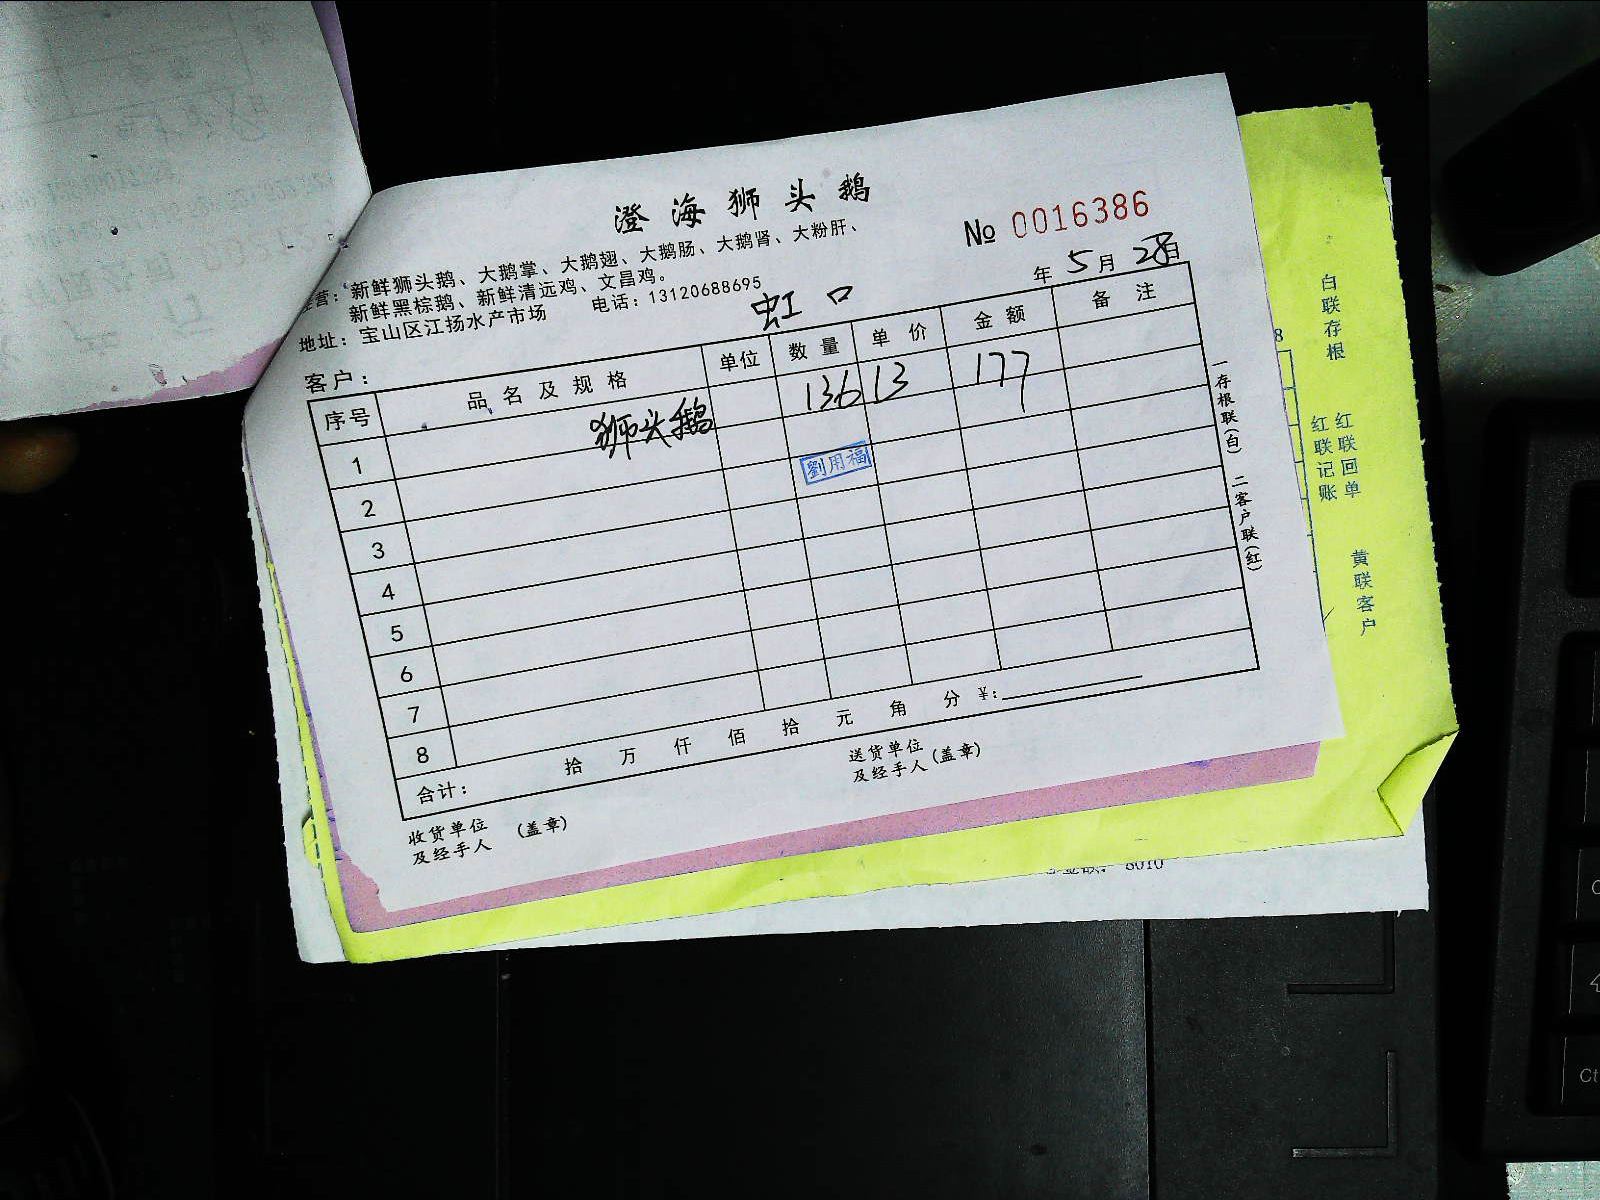 澄海狮头鹅
No 0016386
营：新鲜狮头鹅、大鹅掌、大鹅翅、大鹅肠、大鹅肾、大粉肝、
新鲜黑棕鹅、新鲜清远鸡、文昌鸡。
地址：宝山区江扬水产市场 电话：13120688695
年 5 月 28 日
客户： 虹口
序号 品名及规格 单位 数量 单价 金额 备注
1 狮头鹅 136 13 177
2 劉用福
3
4
5
6
7
8
合计： 拾 万 仟 佰 拾 元 角 分 ¥:
收货单位
及经手人 (盖章)
送货单位
及经手人(盖章)
一存根联(白) 二客户联(红)
白联存根
红联回单
红联记账
黄联客户
8010
8